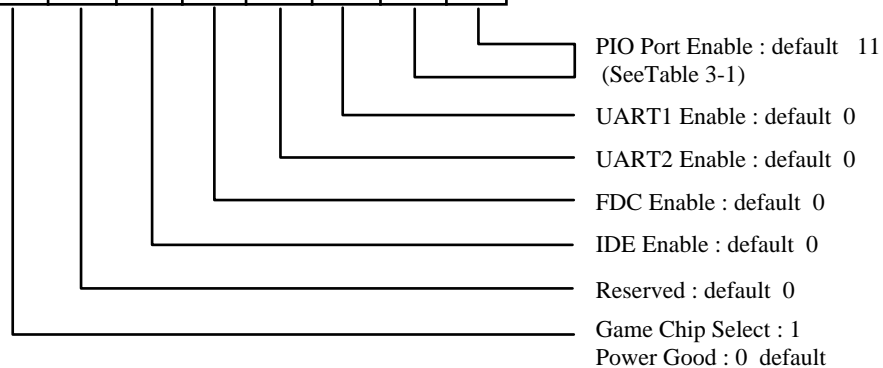 PIO Port Enable : default 11
(SeeTable 3-1)
UART1 Enable : default 0
UART2 Enable : default 0
FDC Enable : default 0
IDE Enable : default 0
Reserved : default 0
Game Chip Select : 1
Power Good : 0 default